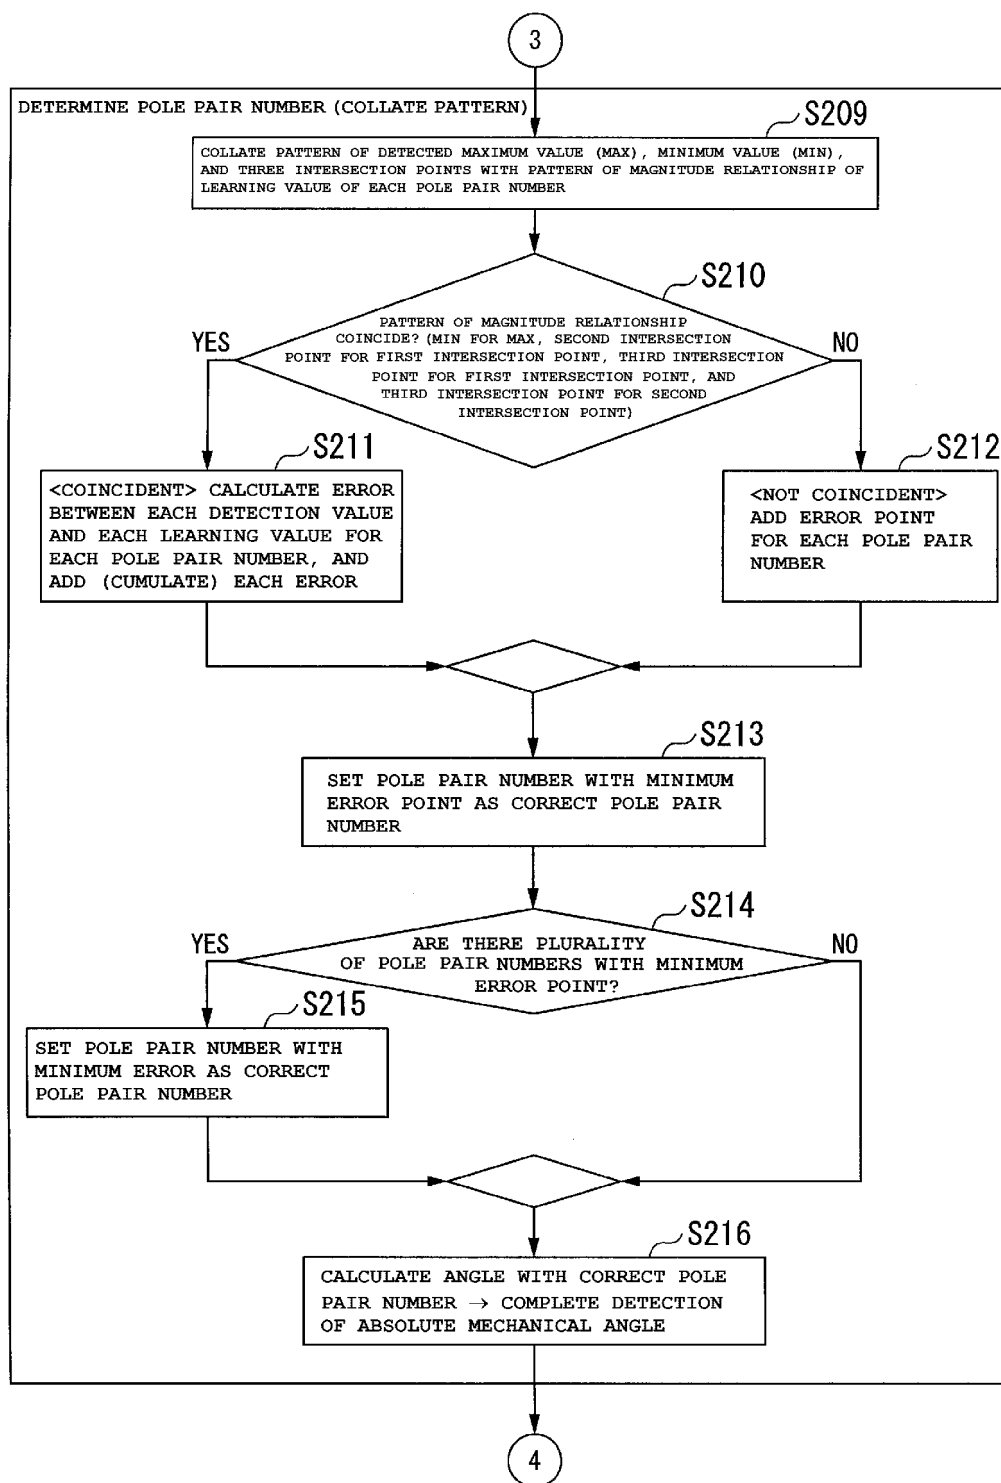 3
DETERMINE POLE PAIR NUMBER (COLLATE PATTERN)
S209
COLLATE PATTERN OF DETECTED MAXIMUM VALUE (MAX), MINIMUM VALUE (MIN),
AND THREE INTERSECTION POINTS WITH PATTERN OF MAGNITUDE RELATIONSHIP OF
LEARNING VALUE OF EACH POLE PAIR NUMBER
S210
PATTERN OF MAGNITUDE RELATIONSHIP
COINCIDE? (MIN FOR MAX, SECOND INTERSECTION
POINT FOR FIRST INTERSECTION POINT, THIRD INTERSECTION
POINT FOR FIRST INTERSECTION POINT, AND
THIRD INTERSECTION POINT FOR SECOND
INTERSECTION POINT)
YES
NO
S211
<COINCIDENT> CALCULATE ERROR
BETWEEN EACH DETECTION VALUE
AND EACH LEARNING VALUE FOR
EACH POLE PAIR NUMBER, AND
ADD (CUMULATE) EACH ERROR
S212
<NOT COINCIDENT>
ADD ERROR POINT
FOR EACH POLE PAIR
NUMBER
S213
SET POLE PAIR NUMBER WITH MINIMUM
ERROR POINT AS CORRECT POLE PAIR
NUMBER
S214
YES
NO
ARE THERE PLURALITY
OF POLE PAIR NUMBERS WITH MINIMUM
ERROR POINT?
S215
SET POLE PAIR NUMBER WITH
MINIMUM ERROR AS CORRECT
POLE PAIR NUMBER
S216
CALCULATE ANGLE WITH CORRECT POLE
PAIR NUMBER → COMPLETE DETECTION
OF ABSOLUTE MECHANICAL ANGLE
4